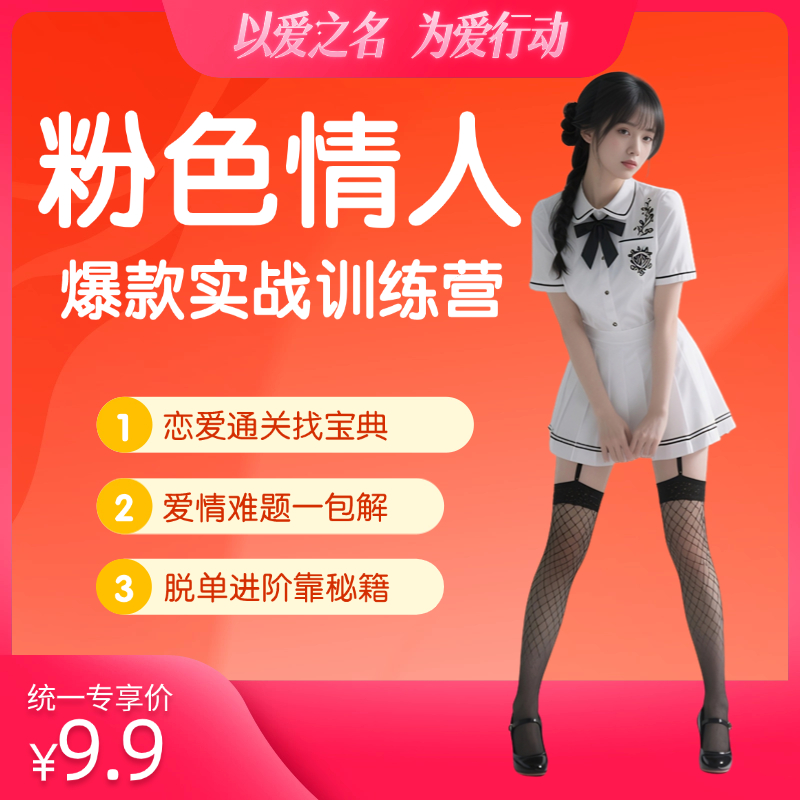 以爱之名 为爱行动
粉色情人
爆款实战训练营
1 恋爱通关找宝典
2 爱情难题一包解
3 脱单进阶靠秘籍
统一专享价
¥9.9